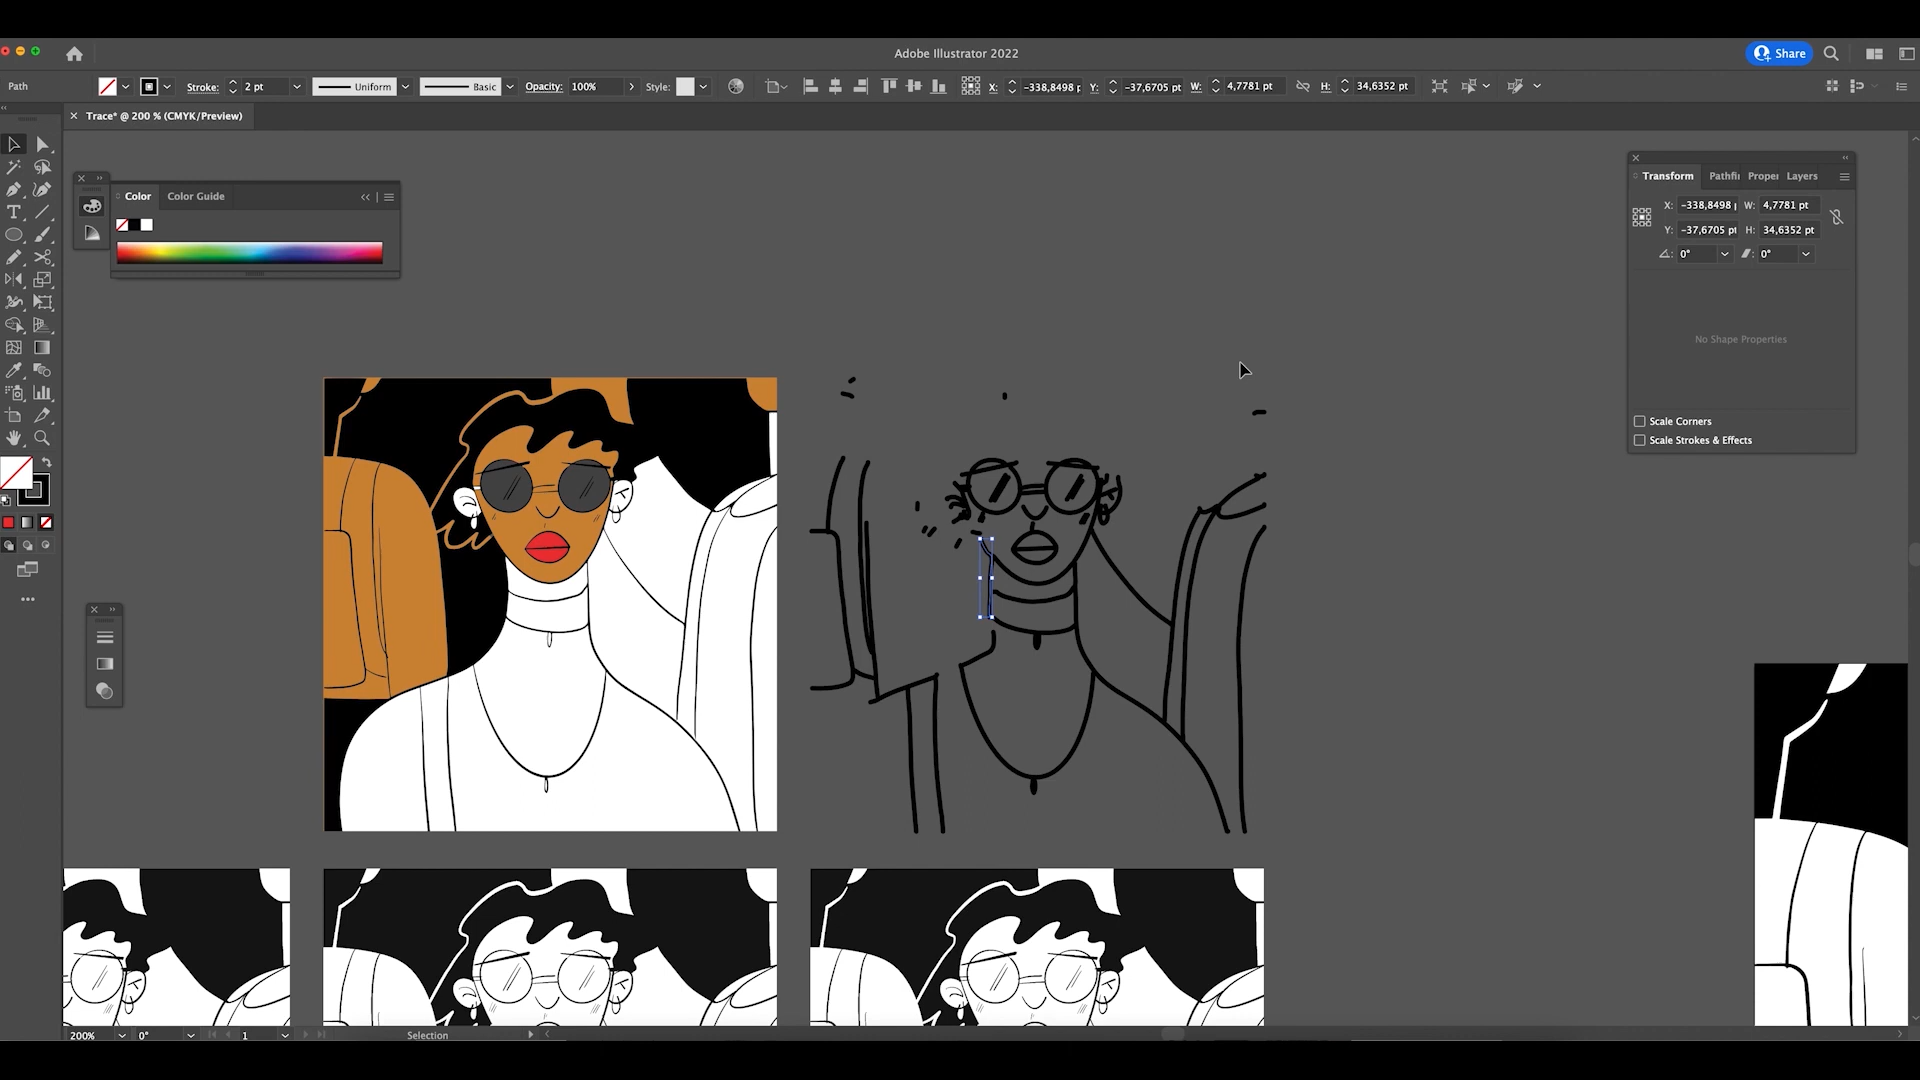 Adobe Illustrator 2022
Share
Path
Stroke: 2 pt
Uniform
Basic
Opacity: 100%
Style:
X: -338,8498 p
Y: -37,6705 pt
W: 4,7781 pt
H: 34,6352 pt
Trace* @ 200 % (CMYK/Preview)
Color
Color Guide
Transform
Pathfi
Proper
Layers
X: -338,8498 p
W: 4,7781 pt
Y: -37,6705 pt
H: 34,6352 pt
0°
0°
No Shape Properties
Scale Corners
Scale Strokes & Effects
200%
0°
1
Selection